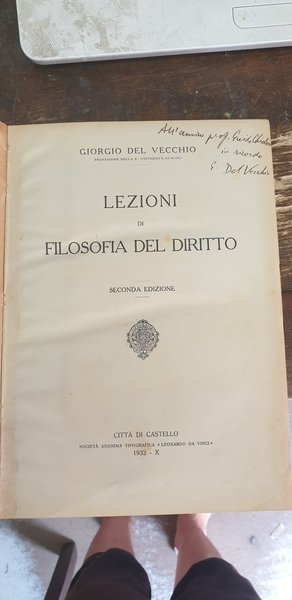 All'amico prof.
in ricordo
G. Del Vecchio
GIORGIO DEL VECCHIO
PROFESSORE NELLA R. UNIVERSITÀ DI ROMA
LEZIONI
DI
FILOSOFIA DEL DIRITTO
SECONDA EDIZIONE
CITTÀ DI CASTELLO
SOCIETÀ ANONIMA TIPOGRAFICA «LEONARDO DA VINCI»
1932 - X